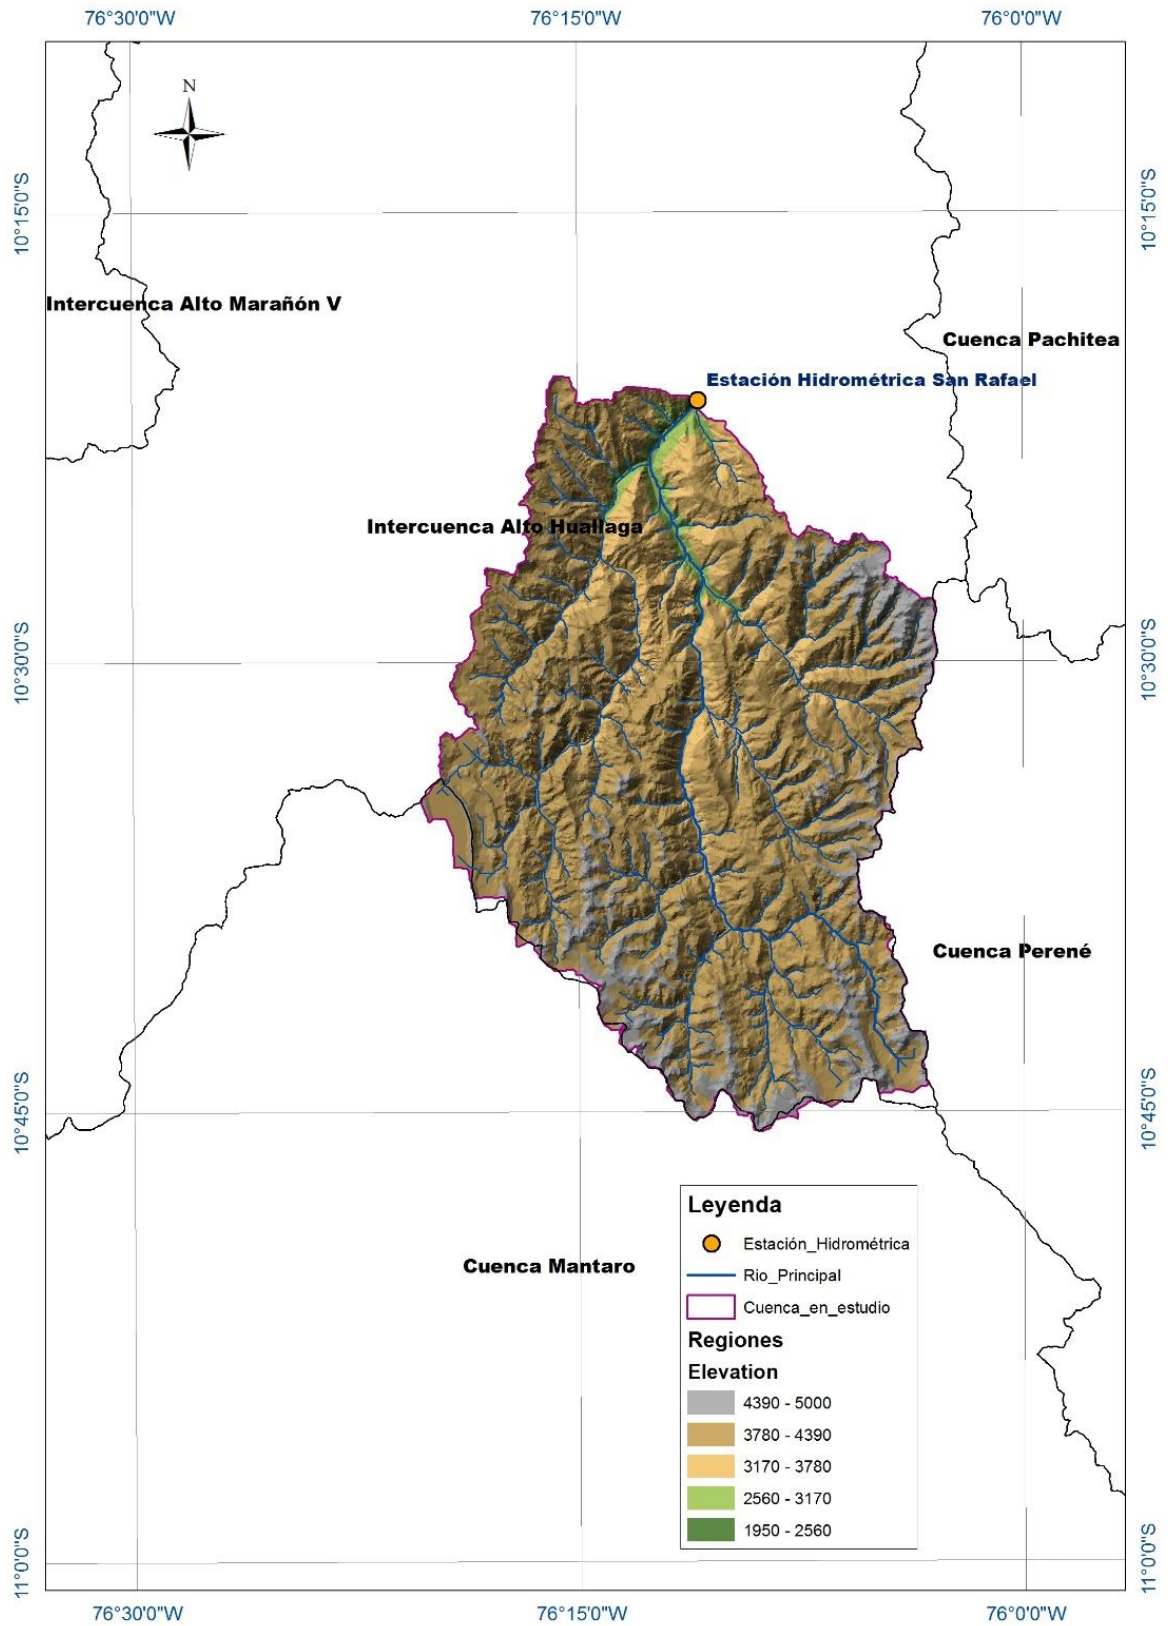 76°30'0"W
76°15'0"W
76°0'0"W
N
10°15'0"S
10°15'0"S
Intercuenca Alto Marañón V
Cuenca Pachitea
Estación Hidrométrica San Rafael
Intercuenca Alto Huallaga
10°30'0"S
10°30'0"S
Cuenca Perené
10°45'0"S
10°45'0"S
Cuenca Mantaro
Leyenda
Estación_Hidrométrica
Rio_Principal
Cuenca_en_estudio
Regiones
Elevation
4390 - 5000
3780 - 4390
3170 - 3780
2560 - 3170
1950 - 2560
11°0'0"S
11°0'0"S
76°30'0"W
76°15'0"W
76°0'0"W